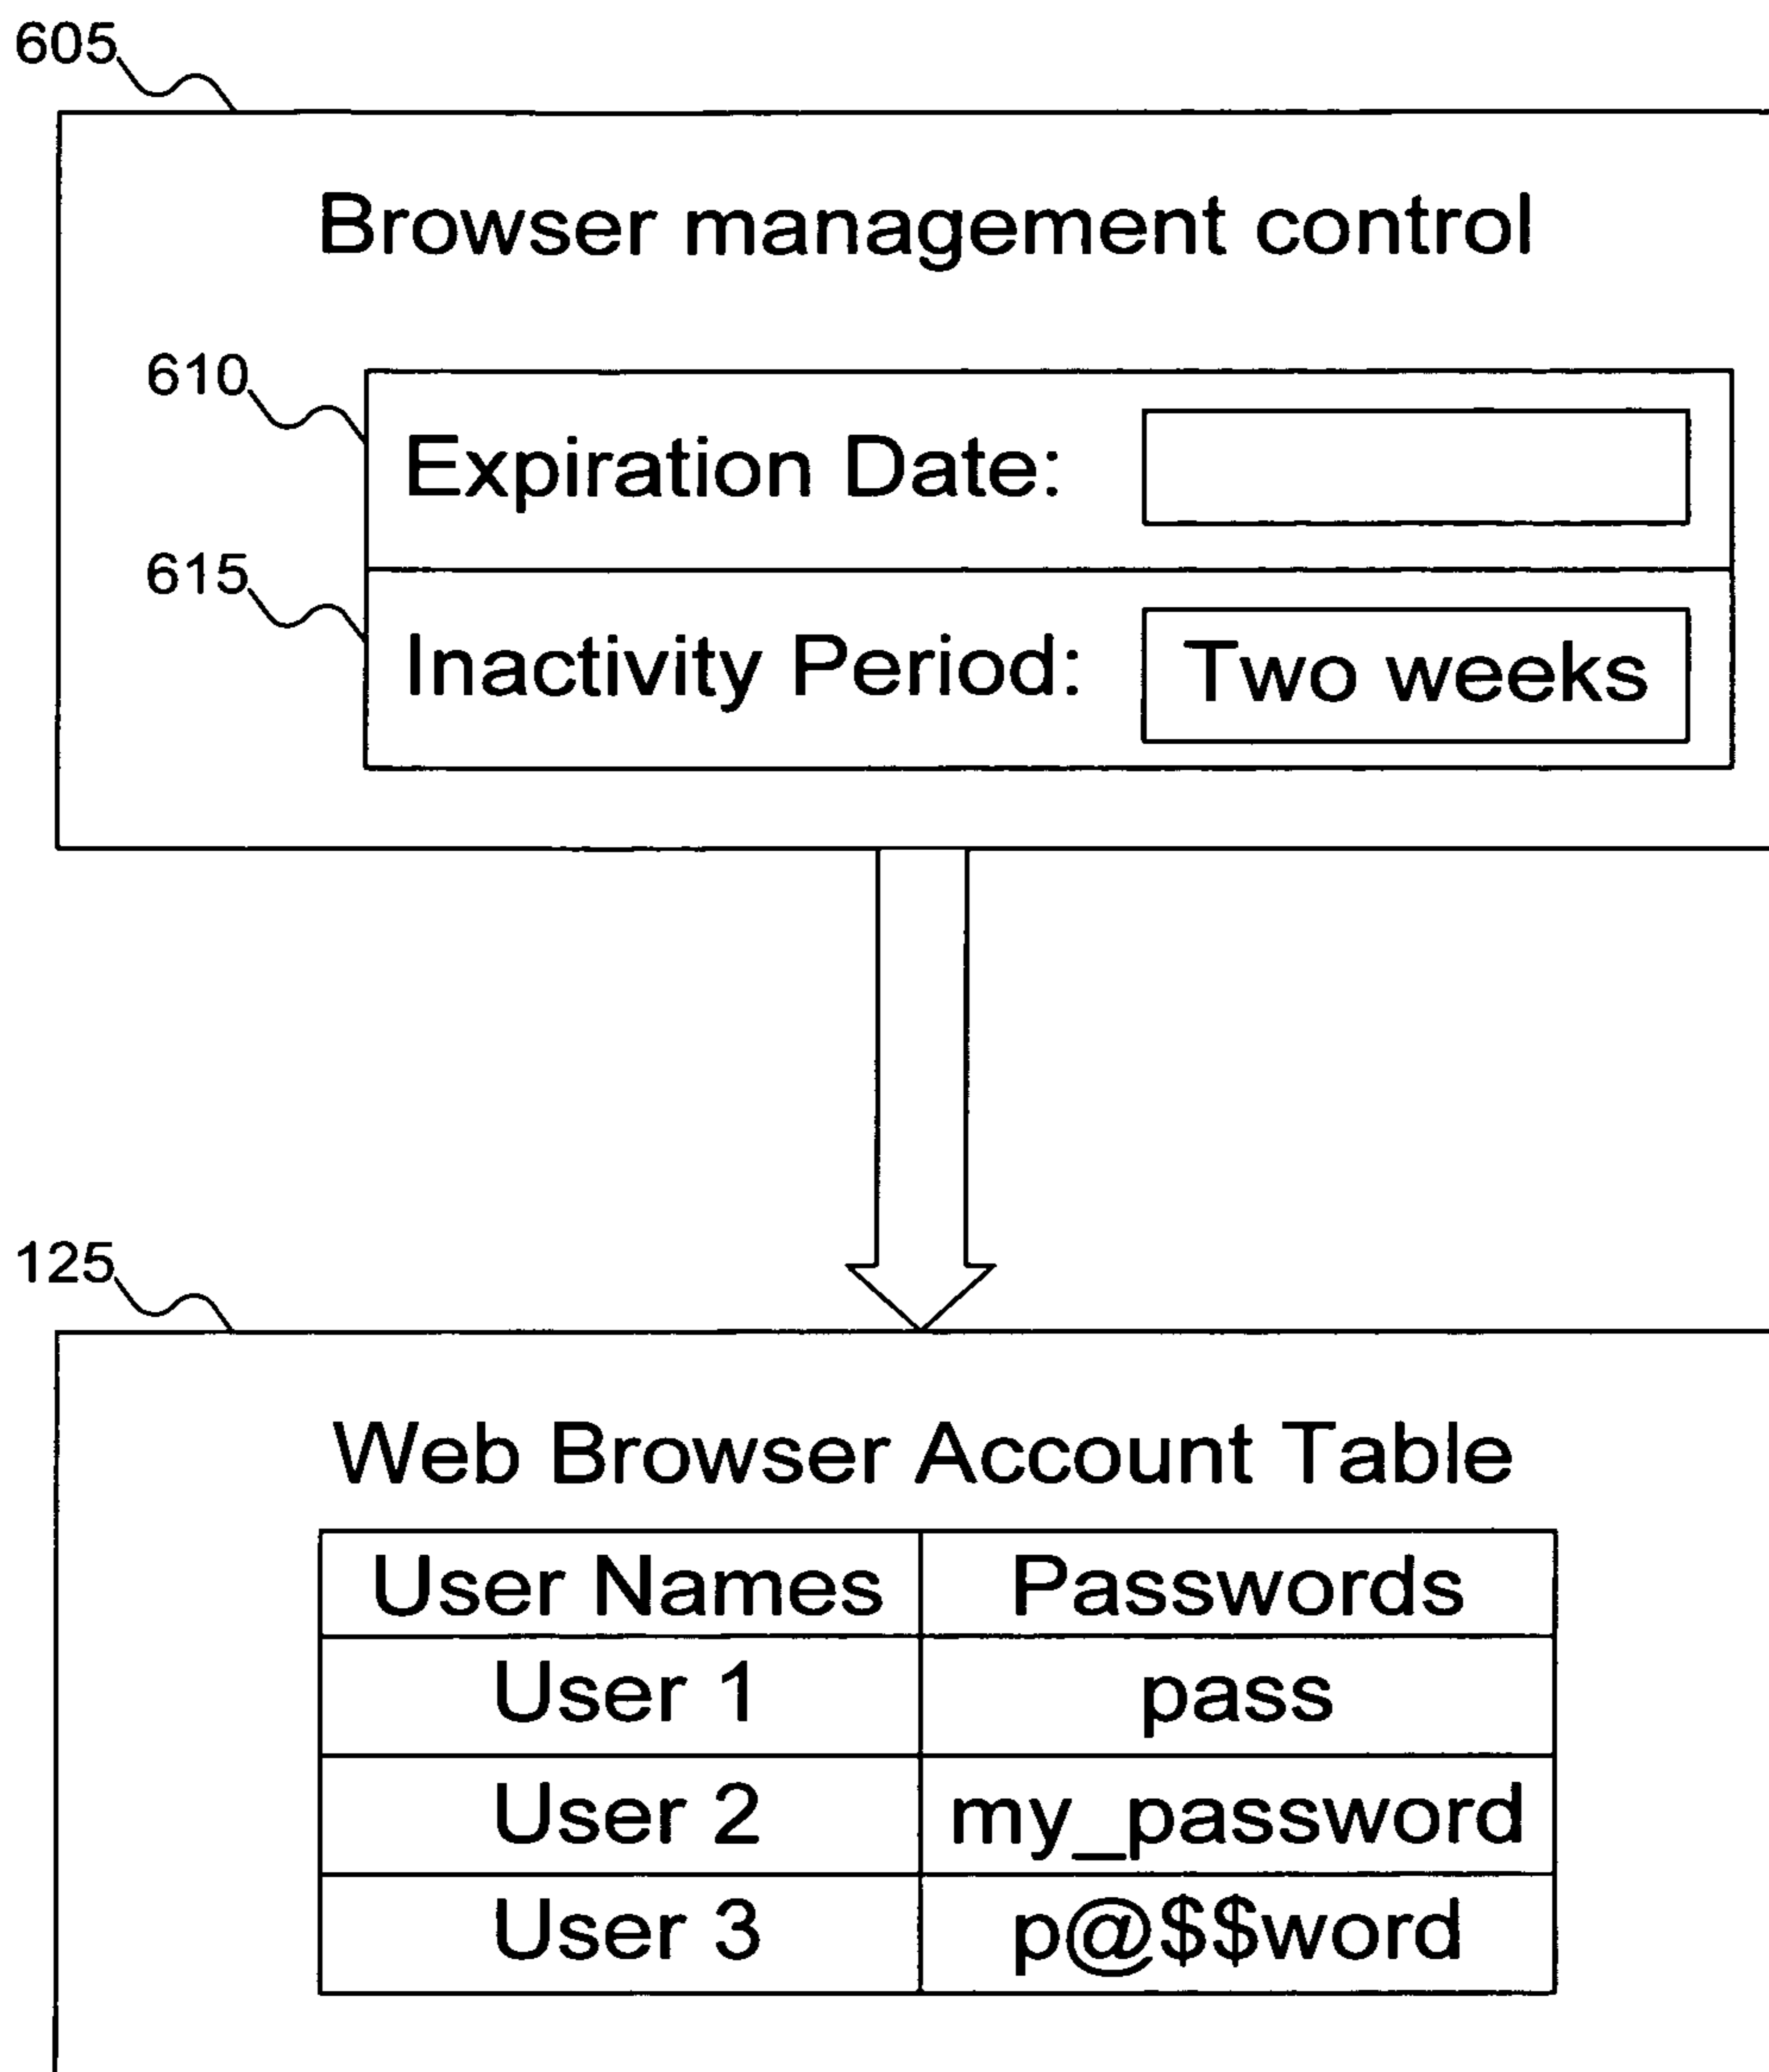 605
Browser management control
610
Expiration Date:
615
Inactivity Period: Two weeks
125
Web Browser Account Table
User Names Passwords
User 1 pass
User 2 my_password
User 3 p@$$word